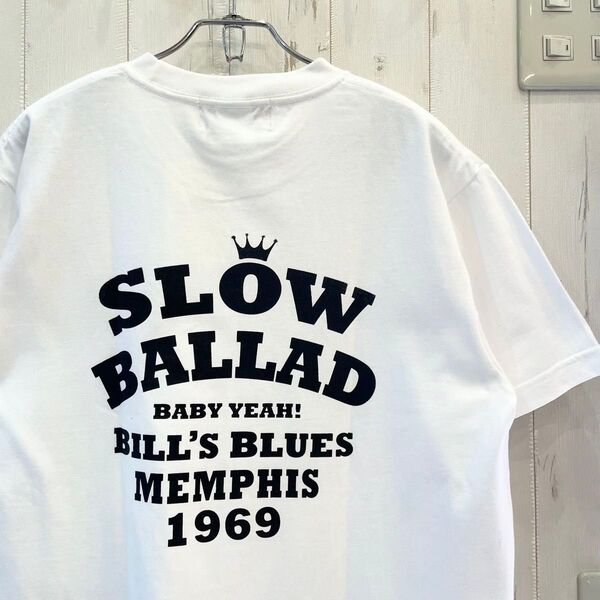 SLOW
BALLAD
BABY YEAH!
BILL'S BLUES
MEMPHIS
1969